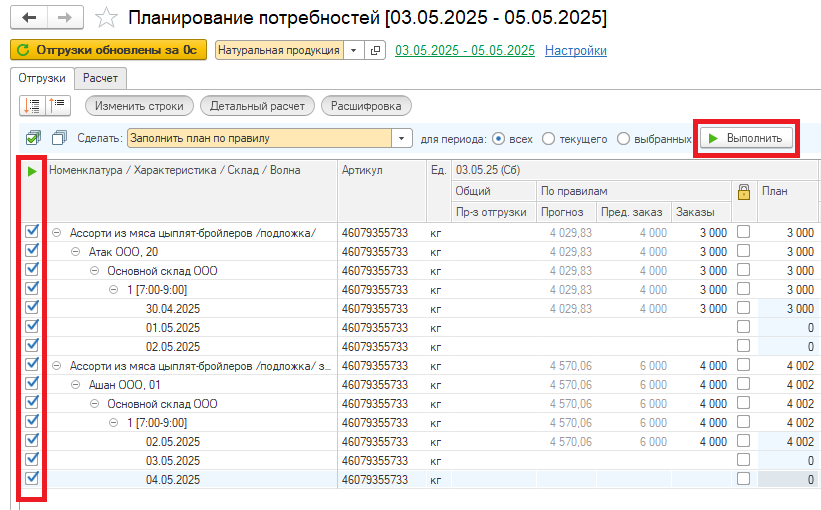 Планирование потребностей [03.05.2025 - 05.05.2025]
Отгрузки обновлены за 0с Натуральная продукция 03.05.2025 - 05.05.2025 Настройки
Отгрузки Расчет
Изменить строки Детальный расчет Расшифровка
Сделать: Заполнить план по правилу для периода: всех текущего выбранных Выполнить
Номенклатура / Характеристика / Склад / Волна Артикул Ед. 03.05.25 (Сб)
Общий По правилам План
Пр-з отгрузки Прогноз Пред. заказ Заказы
Ассорти из мяса цыплят-бройлеров /подложка/ 46079355733 кг 4 029,83 4 000 3 000 3 000
Атак ООО, 20 46079355733 кг 4 029,83 4 000 3 000 3 000
Основной склад ООО 46079355733 кг 4 029,83 4 000 3 000 3 000
1 [7:00-9:00] 46079355733 кг 4 029,83 4 000 3 000 3 000
30.04.2025 46079355733 кг 4 029,83 4 000 3 000 3 000
01.05.2025 46079355733 кг 0
02.05.2025 46079355733 кг 0
Ассорти из мяса цыплят-бройлеров /подложка/ з... 46079355733 кг 4 570,06 6 000 4 000 4 002
Ашан ООО, 01 46079355733 кг 4 570,06 6 000 4 000 4 002
Основной склад ООО 46079355733 кг 4 570,06 6 000 4 000 4 002
1 [7:00-9:00] 46079355733 кг 4 570,06 6 000 4 000 4 002
02.05.2025 46079355733 кг 4 570,06 6 000 4 000 4 002
03.05.2025 46079355733 кг 0
04.05.2025 46079355733 кг 0